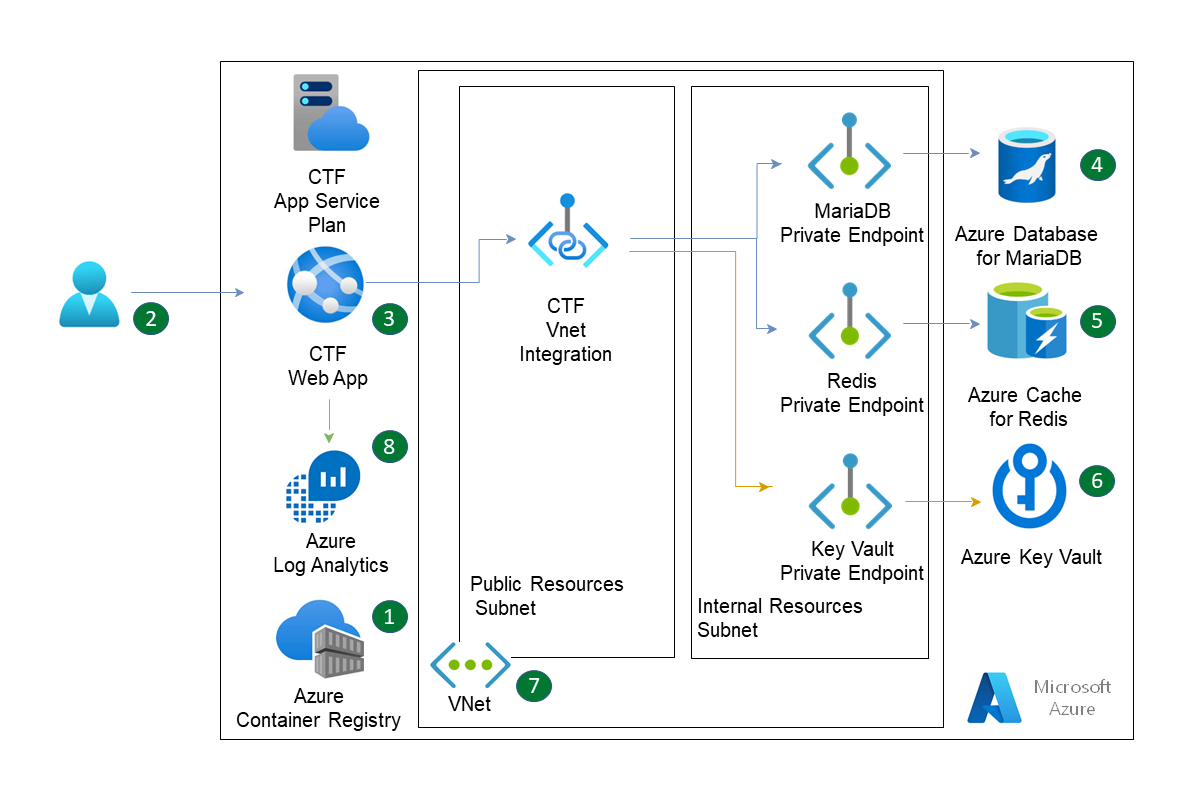 CTF
App Service
Plan
2
3
CTF
Web App
8
Azure
Log Analytics
1
Azure
Container Registry
CTF
Vnet
Integration
Public Resources
Subnet
VNet
7
MariaDB
Private Endpoint
Redis
Private Endpoint
Key Vault
Private Endpoint
Internal Resources
Subnet
4
Azure Database
for MariaDB
5
Azure Cache
for Redis
6
Azure Key Vault
Microsoft
Azure